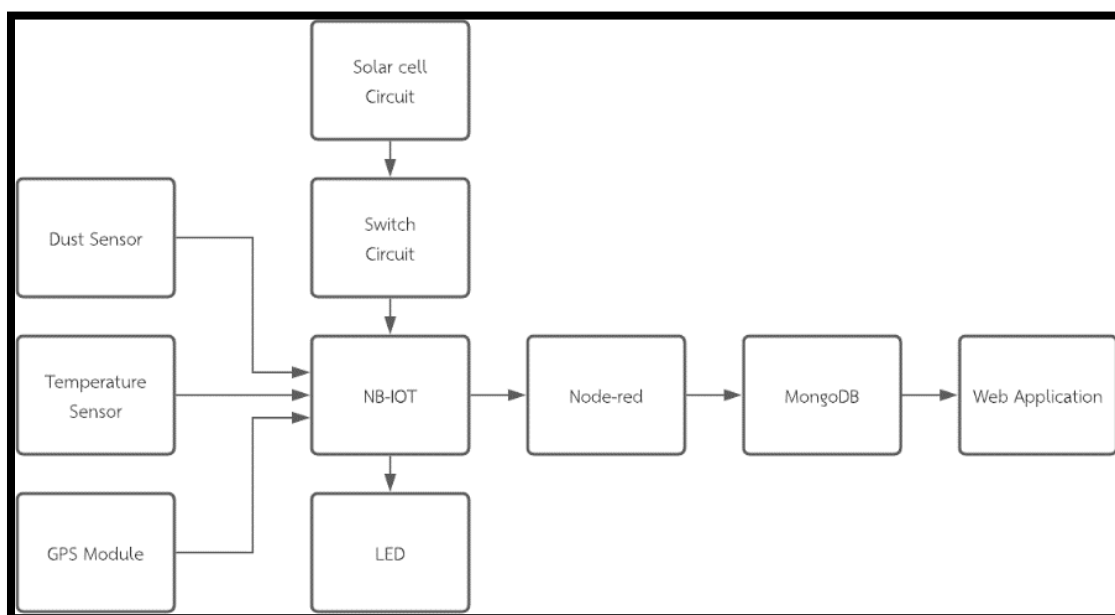 Solar cell
Circuit
Dust Sensor
Switch
Circuit
Temperature
Sensor
NB-IOT
Node-red
MongoDB
Web Application
GPS Module
LED